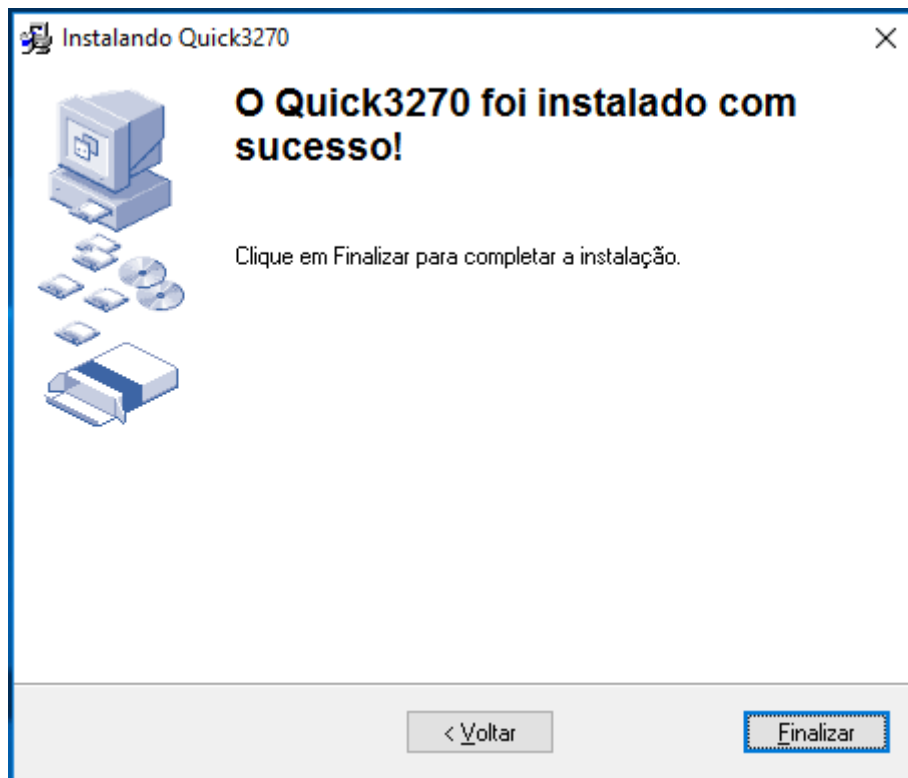 Instalando Quick3270
O Quick3270 foi instalado com
sucesso!
Clique em Finalizar para completar a instalação.
< Voltar
Finalizar